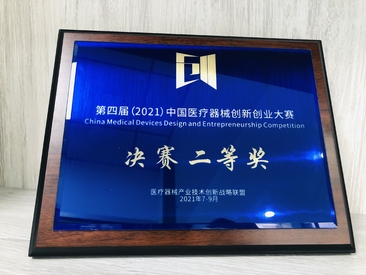 第四届(2021)中国医疗器械创新创业大赛
China Medical Devices Design and Entrepreneurship Competition
决赛二等奖
医疗器械产业技术创新战略联盟
2021年7-9月